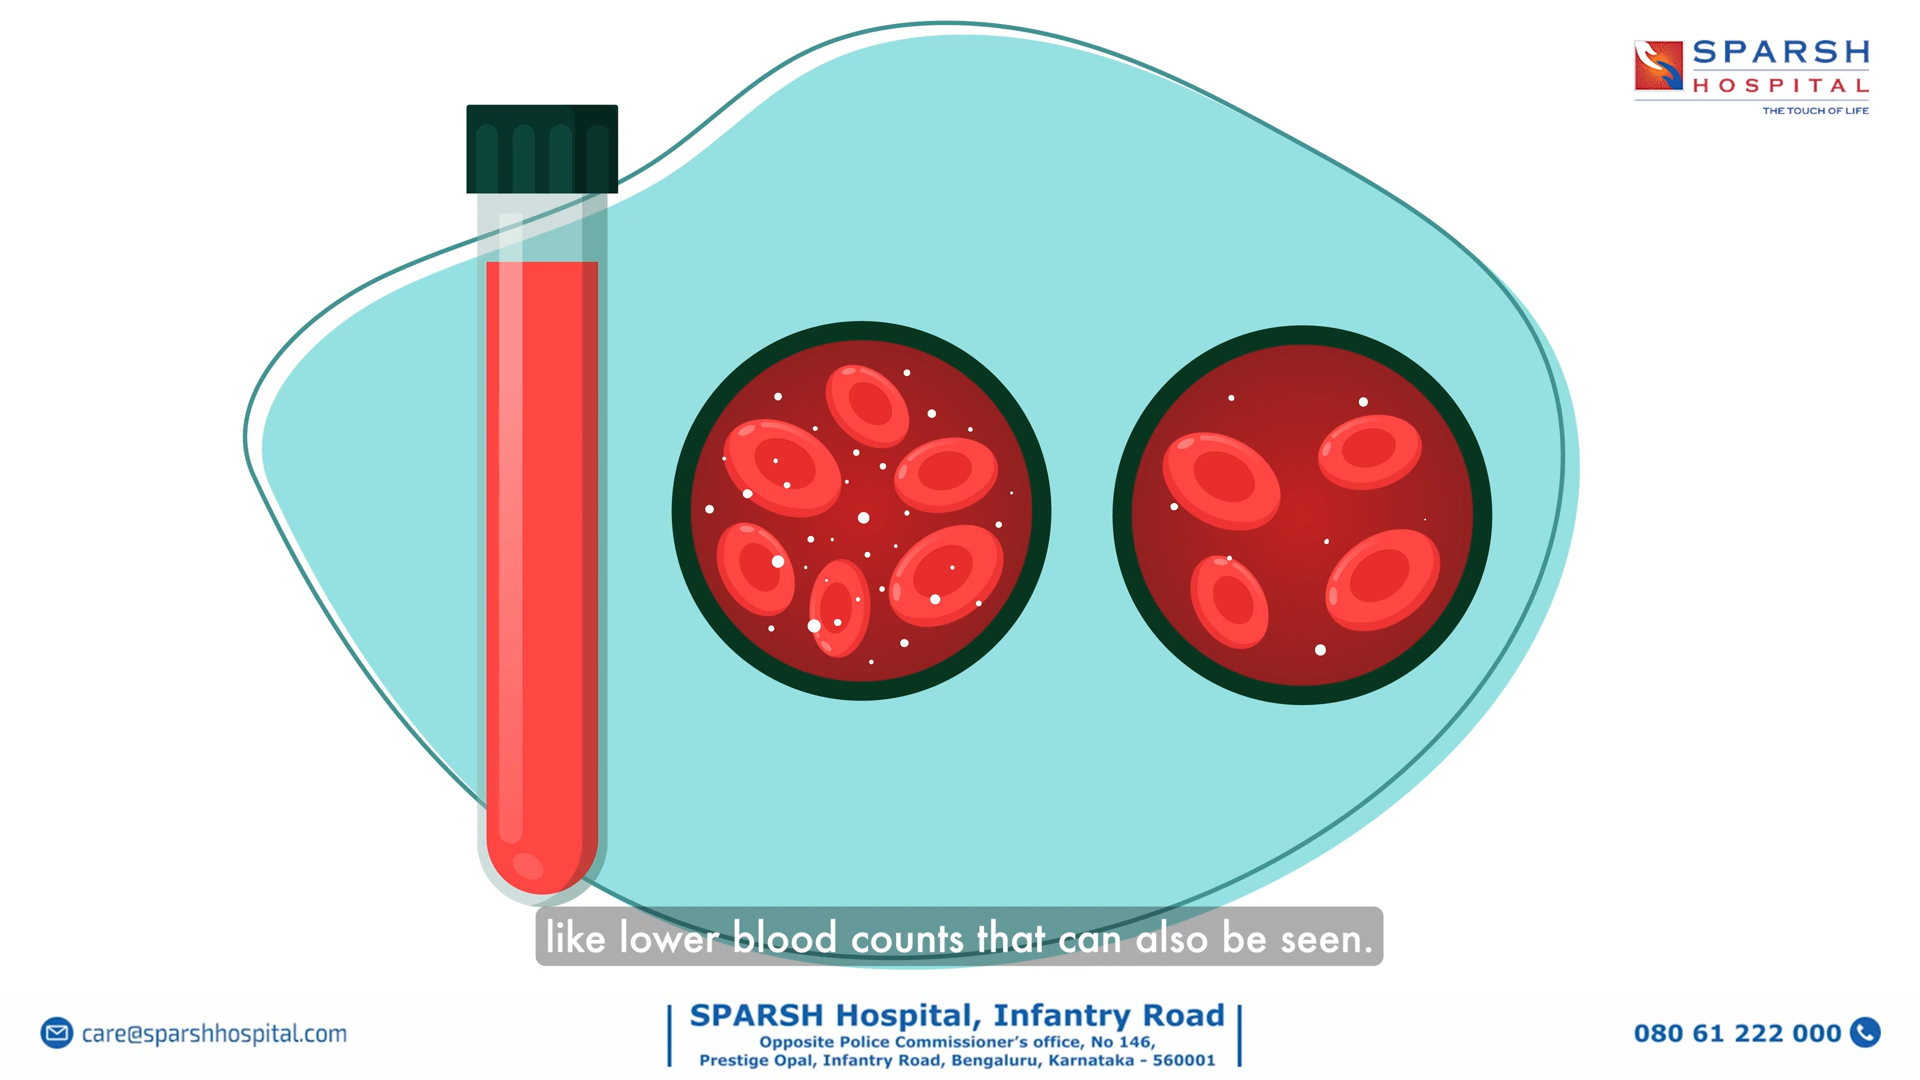 SPARSH
HOSPITAL
THE TOUCH OF LIFE
like lower blood counts that can also be seen.
care@sparshhospital.com
SPARSH Hospital, Infantry Road
Opposite Police Commissioner's office, No 146,
Prestige Opal, Infantry Road, Bengaluru, Karnataka - 560001
080 61 222 000